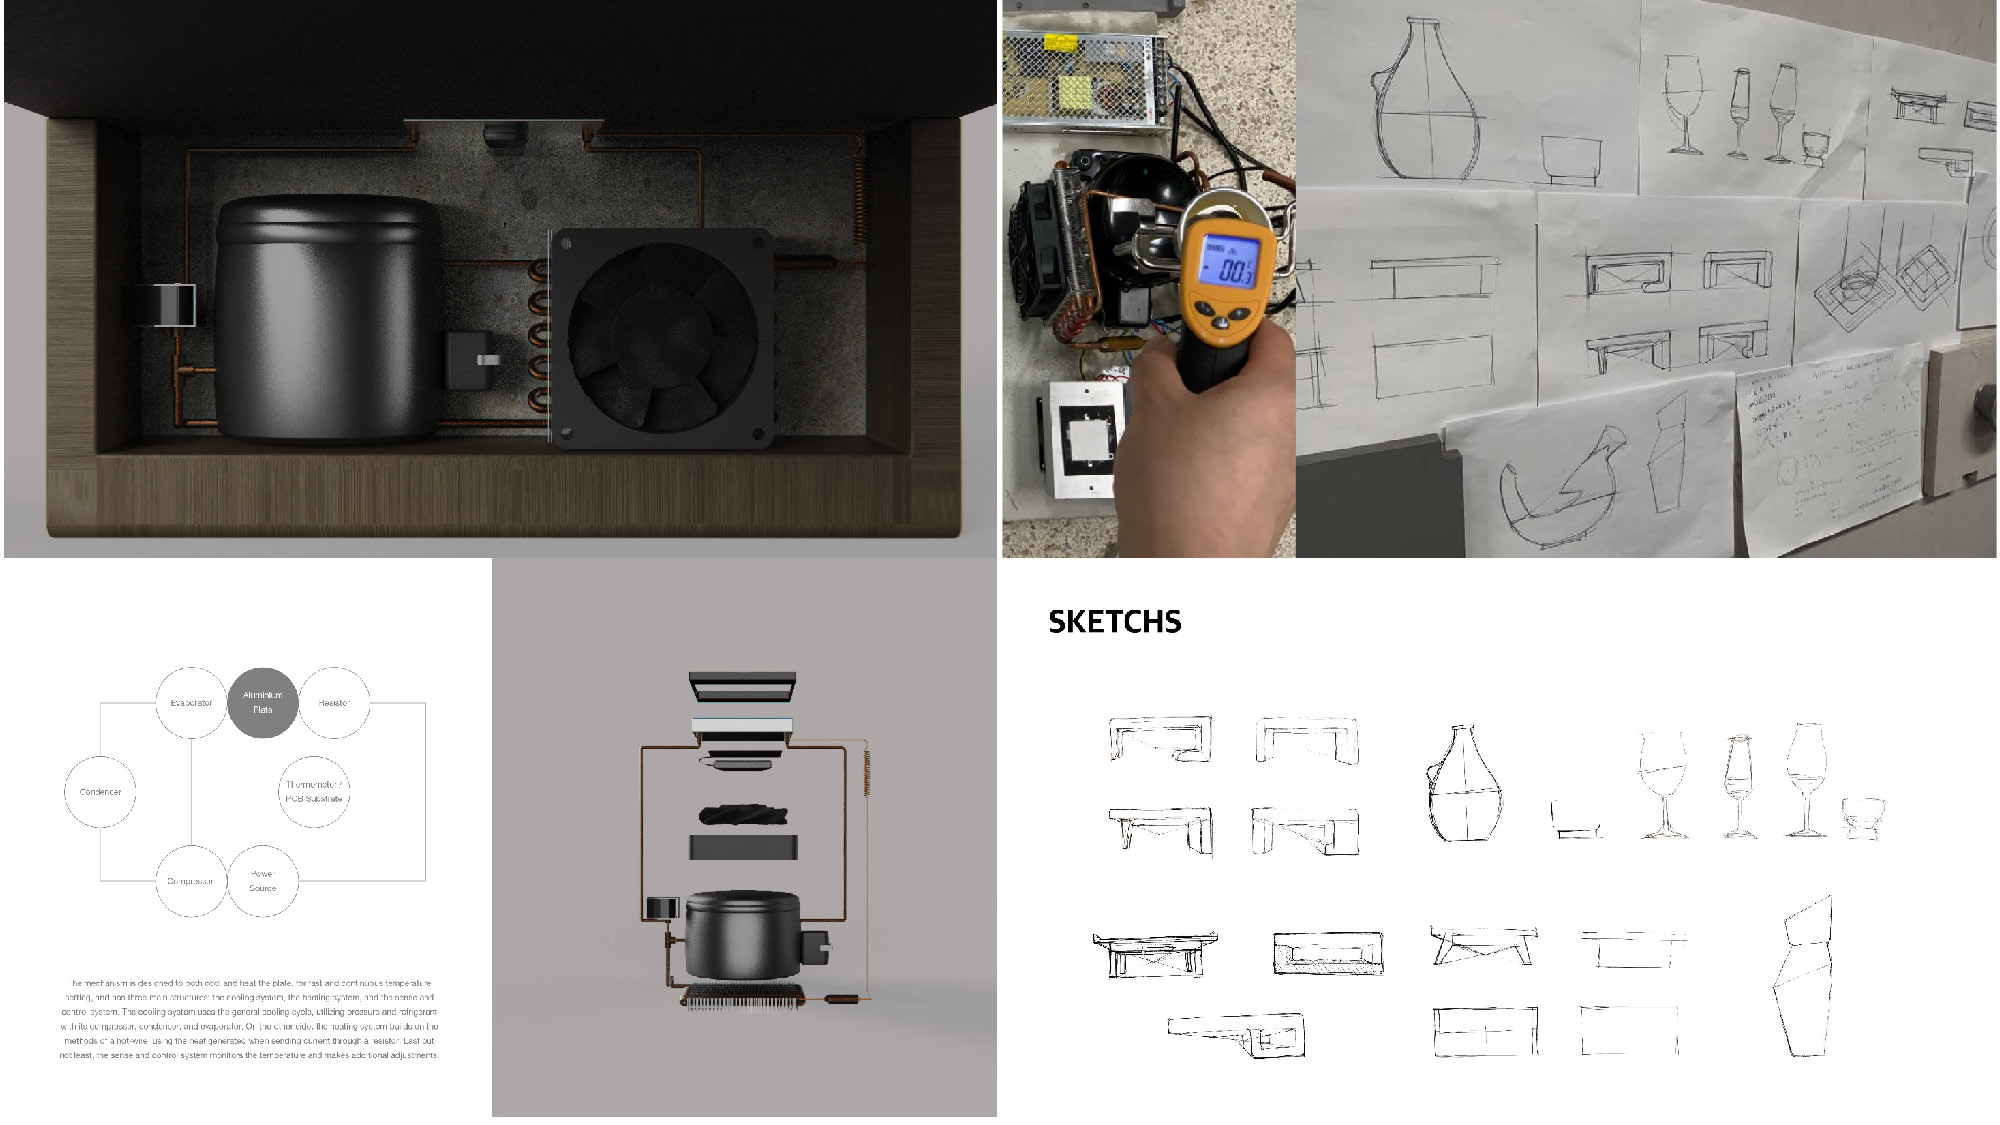 00.3
SKETCHS
Evaporator
Aluminium
Plate
Resistor
Condencer
Thermometer /
PCB Substrate
Compressor
Power
Source
The mechanism is designed to both cool and heat the plate, for fast and continuous temperature
setting, and has three main structures: the cooling system, the heating system, and the sense and
control system. The cooling system uses the general cooling cycle, utilizing pressure and refrigerant
with its compressor, condenser, and evaporator. On the other side, the heating system builds on the
methods of a hot-wire, using the heat generated when sending current through a resistor. Last but
not least, the sense and control system monitors the temperature and makes additional adjustments.